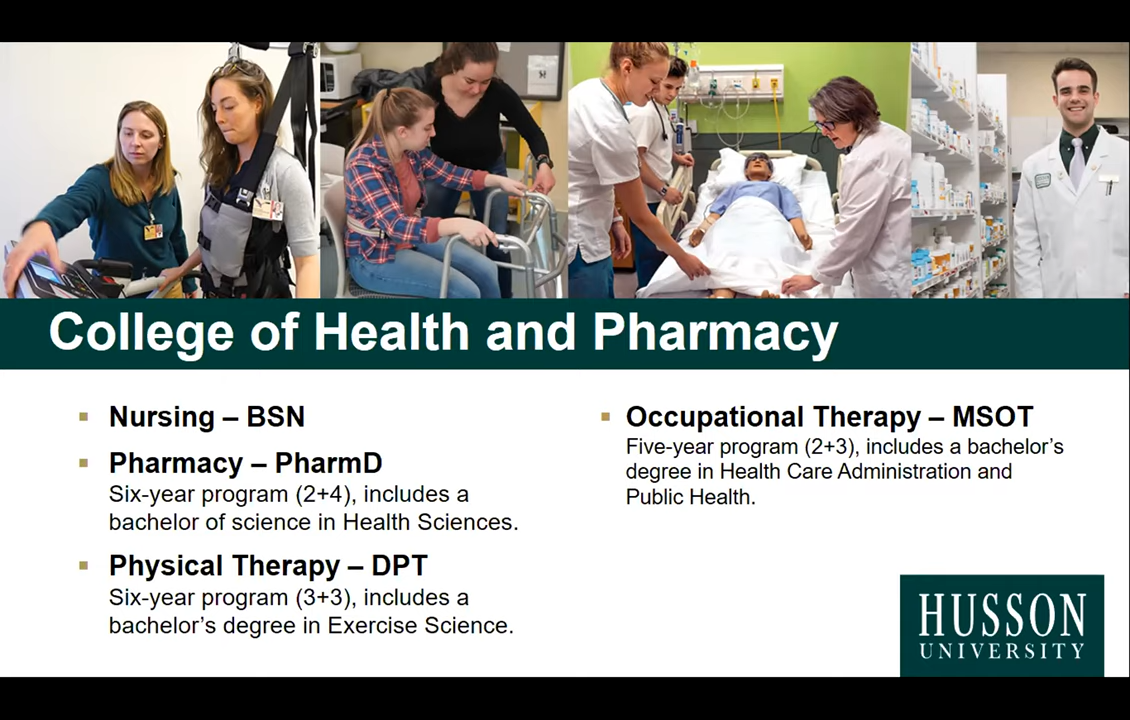 College of Health and Pharmacy
▪ Nursing – BSN
▪ Pharmacy – PharmD
Six-year program (2+4), includes a
bachelor of science in Health Sciences.
▪ Physical Therapy – DPT
Six-year program (3+3), includes a
bachelor’s degree in Exercise Science.
▪ Occupational Therapy – MSOT
Five-year program (2+3), includes a bachelor’s
degree in Health Care Administration and
Public Health.
HUSSON
UNIVERSITY